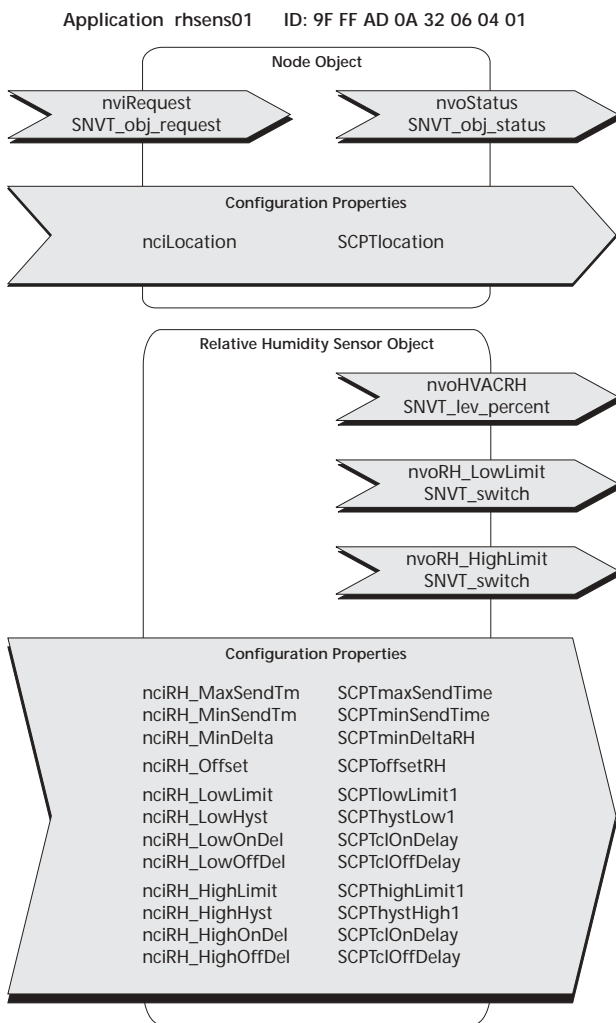 Application rhsens01 ID: 9F FF AD 0A 32 06 04 01
Node Object
nviRequest
SNVT_obj_request
nvoStatus
SNVT_obj_status
Configuration Properties
nciLocation SCPTlocation
Relative Humidity Sensor Object
nvoHVACRH
SNVT_lev_percent
nvoRH_LowLimit
SNVT_switch
nvoRH_HighLimit
SNVT_switch
Configuration Properties
nciRH_MaxSendTm SCPTmaxSendTime
nciRH_MinSendTm SCPTminSendTime
nciRH_MinDelta SCPTminDeltaRH
nciRH_Offset SCPToffsetRH
nciRH_LowLimit SCPTlowLimit1
nciRH_LowHyst SCPThystLow1
nciRH_LowOnDel SCPTclOnDelay
nciRH_LowOffDel SCPTclOffDelay
nciRH_HighLimit SCPThighLimit1
nciRH_HighHyst SCPThystHigh1
nciRH_HighOnDel SCPTclOnDelay
nciRH_HighOffDel SCPTclOffDelay